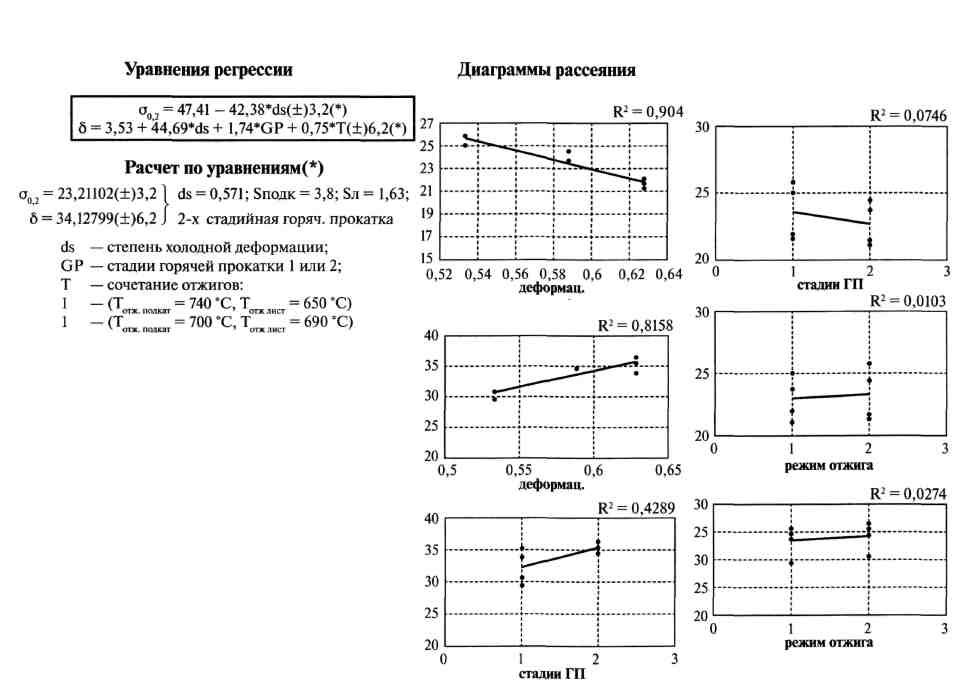 Уравнения регрессии
σ0,2 = 47,41 – 42,38*ds(±)3,2(*)
δ = 3,53 + 44,69*ds + 1,74*GP + 0,75*T(±)6,2(*)
Расчет по уравнениям(*)
σ0,2 = 23,21102(±)3,2 } ds = 0,571; Sподк = 3,8; Sл = 1,63;
δ = 34,12799(±)6,2 } 2-х стадийная горяч. прокатка
ds — степень холодной деформации;
GP — стадии горячей прокатки 1 или 2;
T — сочетание отжигов:
1 — (Tотж. подкат = 740 °C, Tотж лист = 650 °C)
1 — (Tотж. подкат = 700 °C, Tотж лист = 690 °C)
Диаграммы рассеяния
R² = 0,904
27
25
23
21
19
17
15
0,52 0,54 0,56 0,58 0,6 0,62 0,64
деформац.
R² = 0,0746
30
25
20
0 1 2 3
стадии ГП
R² = 0,8158
40
35
30
25
20
0,5 0,55 0,6 0,65
деформац.
R² = 0,0103
30
25
20
0 1 2 3
режим отжига
R² = 0,4289
40
35
30
25
20
0 1 2 3
стадии ГП
R² = 0,0274
30
25
30
25
20
0 1 2 3
режим отжига